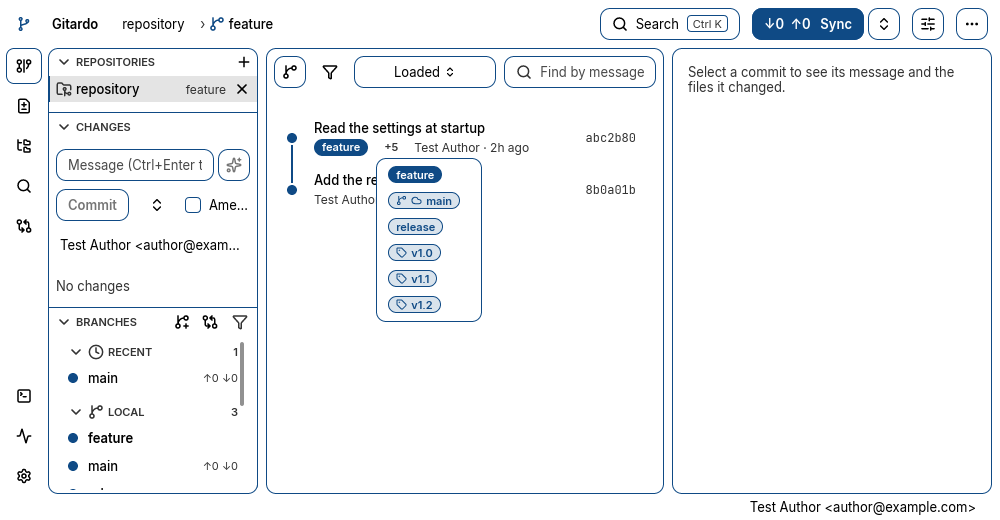 Gitardo repository › feature Search Ctrl K ↓0 ↑0 Sync
REPOSITORIES
repository feature
CHANGES
Message (Ctrl+Enter t
Commit Ame...
Test Author <author@exam...
No changes
BRANCHES
RECENT 1
main ↑0 ↓0
LOCAL 3
feature
main ↑0 ↓0
Loaded Find by message
Read the settings at startup abc2b80
feature +5 Test Author · 2h ago
Add the re 8b0a01b
Test Autho
feature
main
release
v1.0
v1.1
v1.2
Select a commit to see its message and the
files it changed.
Test Author <author@example.com>